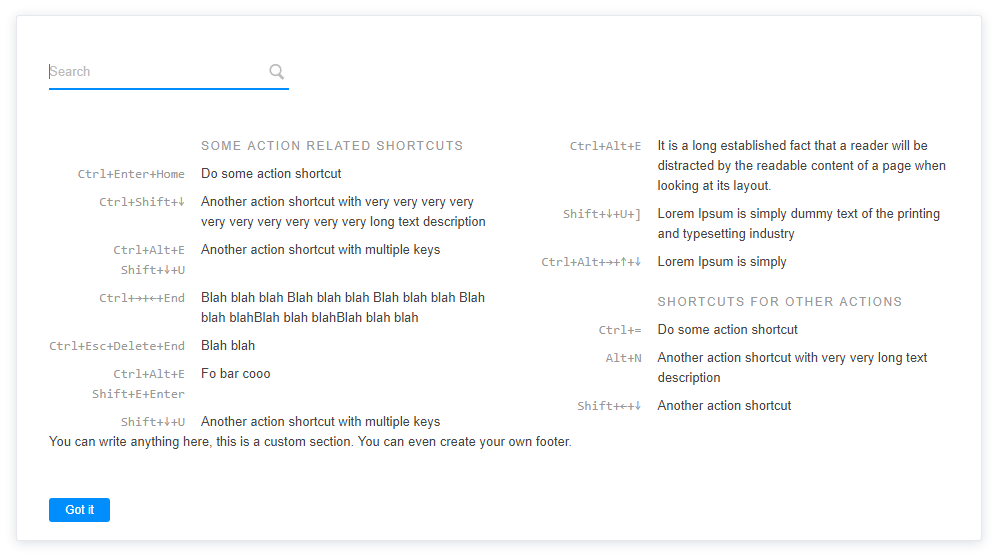 Search
SOME ACTION RELATED SHORTCUTS
Ctrl+Enter+Home Do some action shortcut
Ctrl+Shift+↓ Another action shortcut with very very very very
very very very very very very long text description
Ctrl+Alt+E Another action shortcut with multiple keys
Shift+↓+U
Ctrl+→+←+End Blah blah blah Blah blah blah Blah blah blah Blah
blah blahBlah blah blahBlah blah blah
Ctrl+Esc+Delete+End Blah blah
Ctrl+Alt+E Fo bar cooo
Shift+E+Enter
Shift+↓+U Another action shortcut with multiple keys
Ctrl+Alt+E It is a long established fact that a reader will be
distracted by the readable content of a page when
looking at its layout.
Shift+↓+U+] Lorem Ipsum is simply dummy text of the printing
and typesetting industry
Ctrl+Alt+→+↑+↓ Lorem Ipsum is simply
SHORTCUTS FOR OTHER ACTIONS
Ctrl+= Do some action shortcut
Alt+N Another action shortcut with very very long text
description
Shift+←+↓ Another action shortcut
You can write anything here, this is a custom section. You can even create your own footer.
Got it